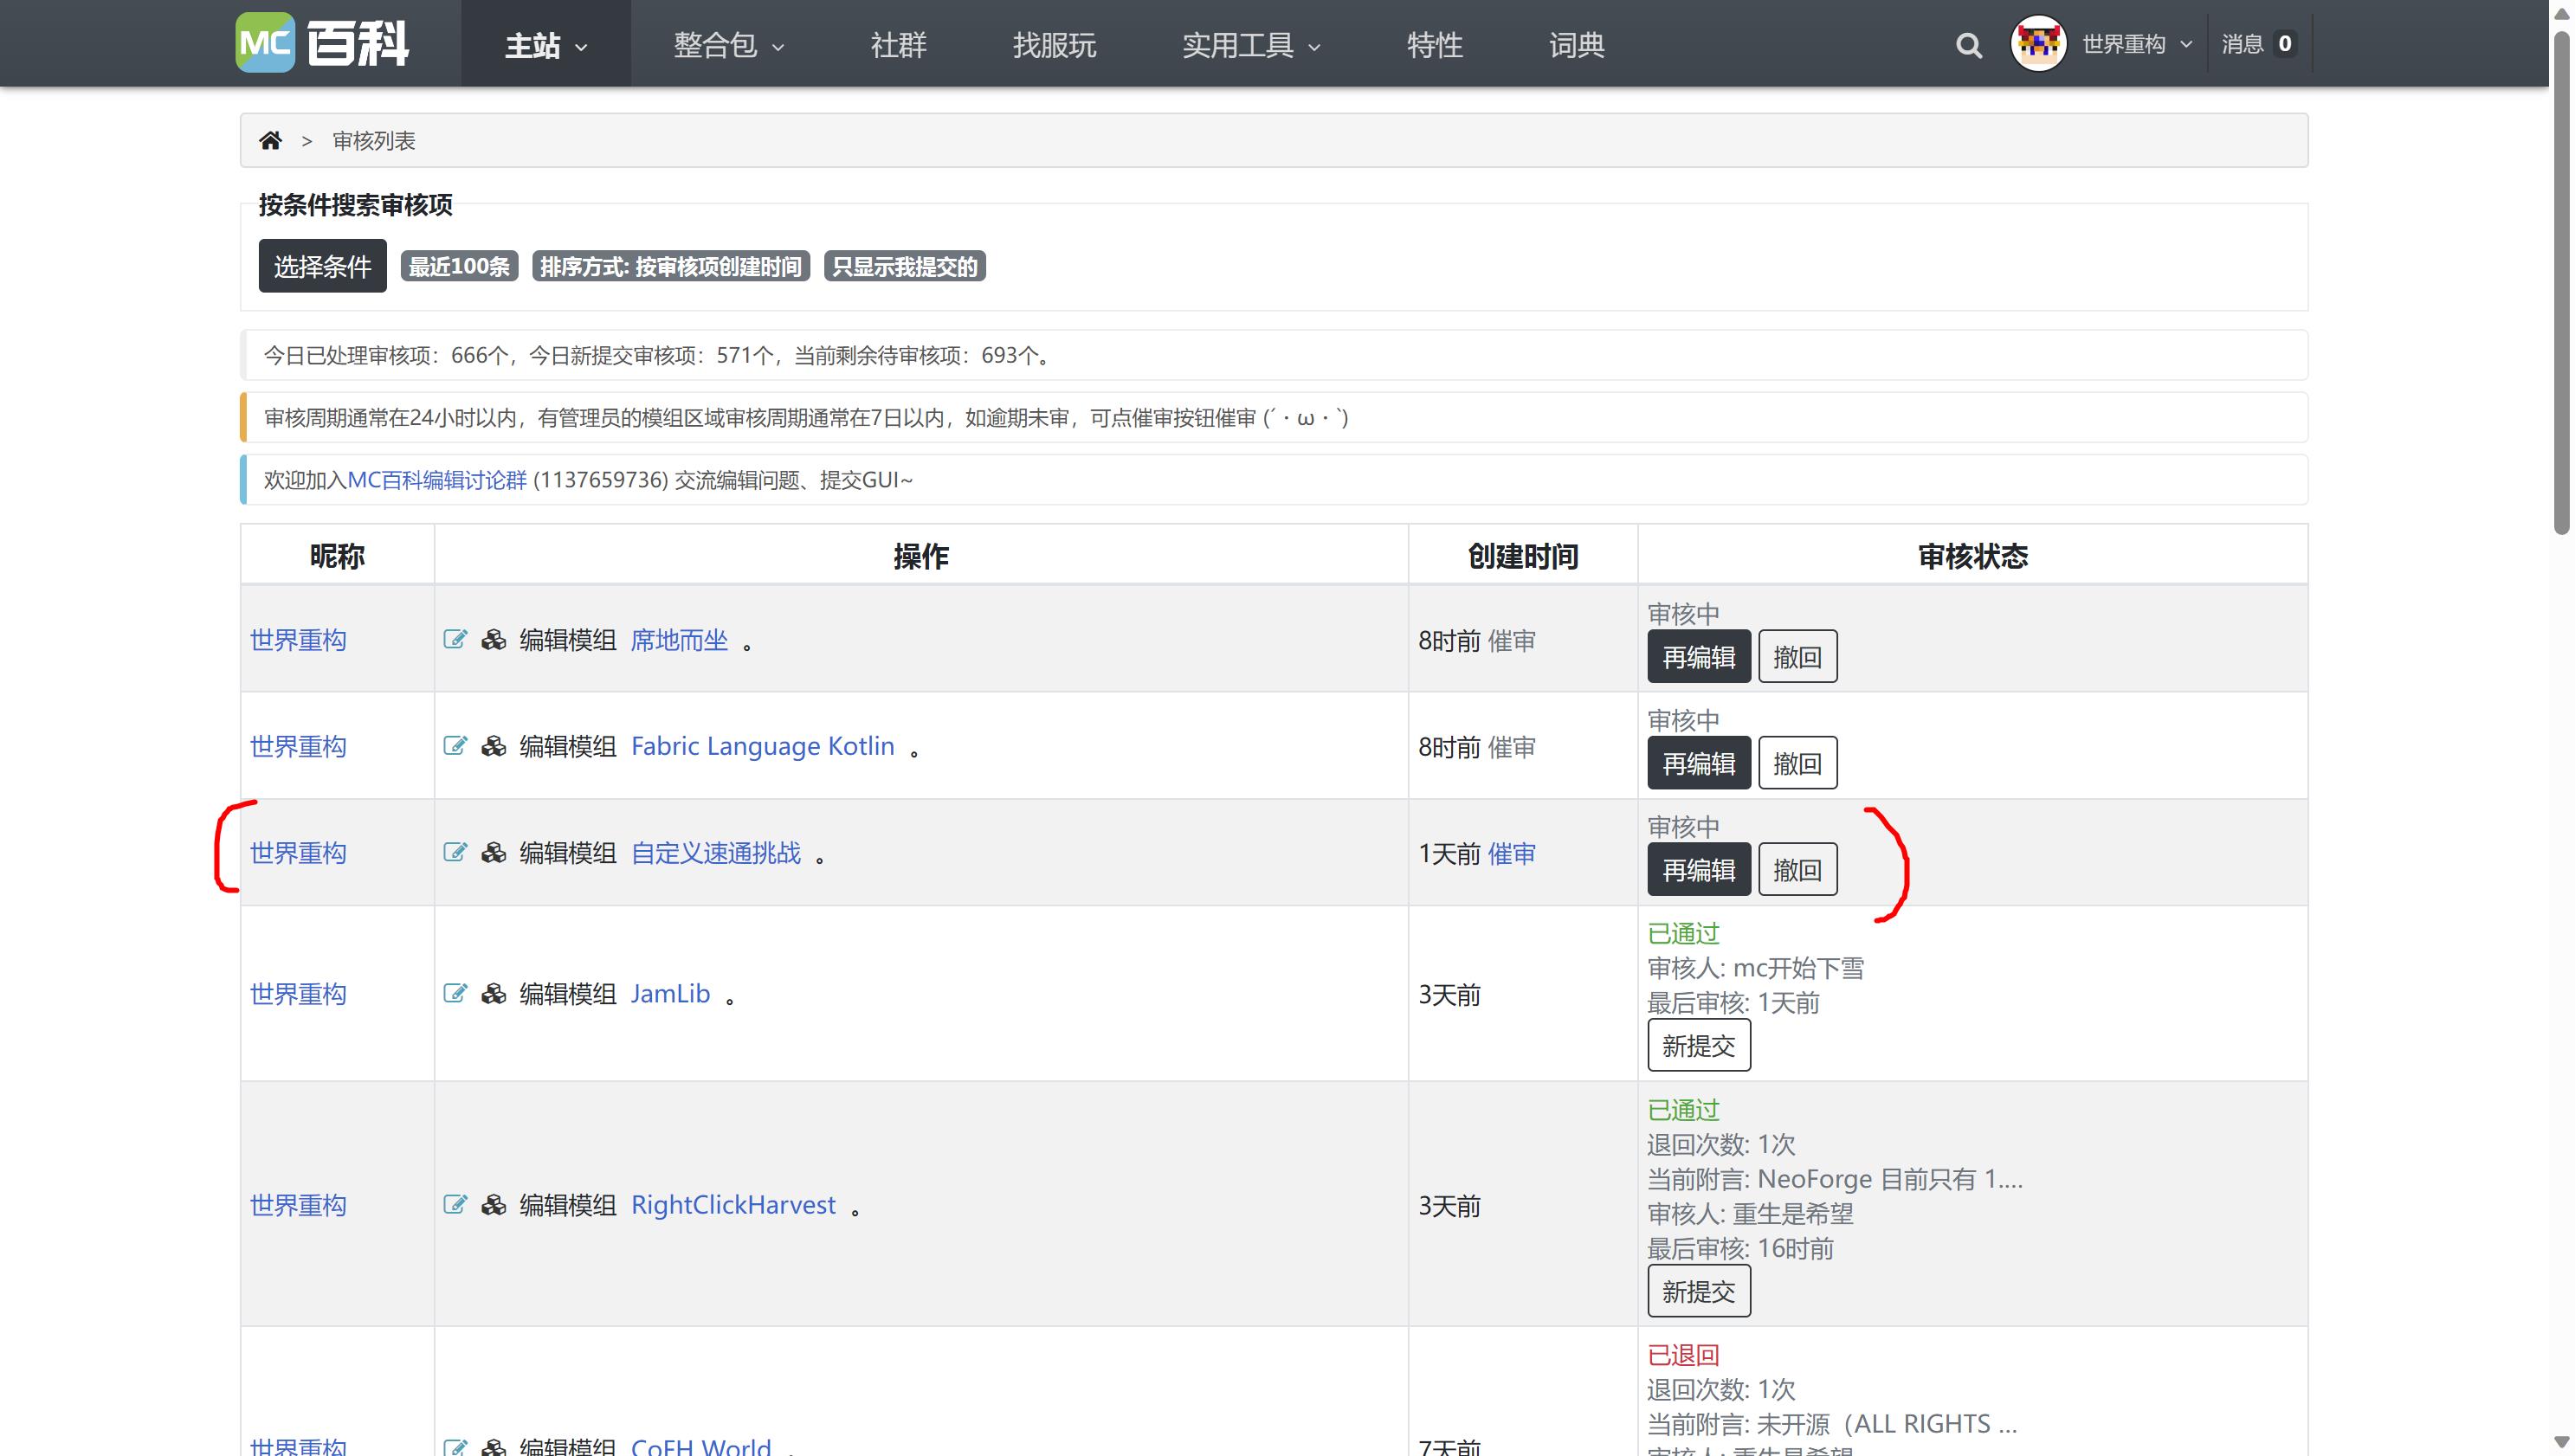 MC 百科 主站 整合包 社群 找服玩 实用工具 特性 词典 世界重构 消息 0
> 审核列表
按条件搜索审核项
选择条件 最近100条 排序方式: 按审核项创建时间 只显示我提交的
今日已处理审核项：666个，今日新提交审核项：571个，当前剩余待审核项：693个。
审核周期通常在24小时以内，有管理员的模组区域审核周期通常在7日以内，如逾期未审，可点催审按钮催审 (´・ω・`)
欢迎加入MC百科编辑讨论群 (1137659736) 交流编辑问题、提交GUI~
昵称 操作 创建时间 审核状态
世界重构 编辑模组 席地而坐 。 8时前 催审
审核中
再编辑 撤回
世界重构 编辑模组 Fabric Language Kotlin 。 8时前 催审
审核中
再编辑 撤回
世界重构 编辑模组 自定义速通挑战 。 1天前 催审
审核中
再编辑 撤回
世界重构 编辑模组 JamLib 。 3天前
已通过
审核人: mc开始下雪
最后审核: 1天前
新提交
世界重构 编辑模组 RightClickHarvest 。 3天前
已通过
退回次数: 1次
当前附言: NeoForge 目前只有 1....
审核人: 重生是希望
最后审核: 16时前
新提交
世界重构 编辑模组 CoFH World 。 7天前
已退回
退回次数: 1次
当前附言: 未开源（ALL RIGHTS ...
审核人: 重生是希望